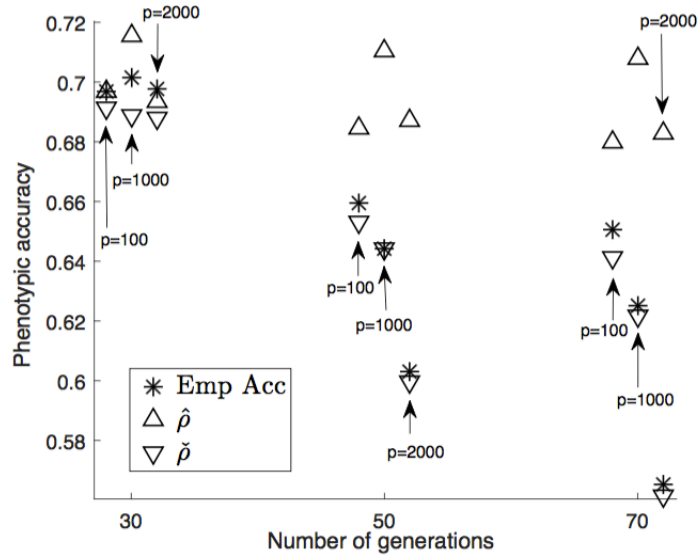 Phenotypic accuracy
0.72
0.7
0.68
0.66
0.64
0.62
0.6
0.58
p=2000
p=1000
p=100
p=100
p=1000
p=2000
p=2000
p=100
p=1000
Emp Acc
ρ̂
ρ̌
30
50
70
Number of generations